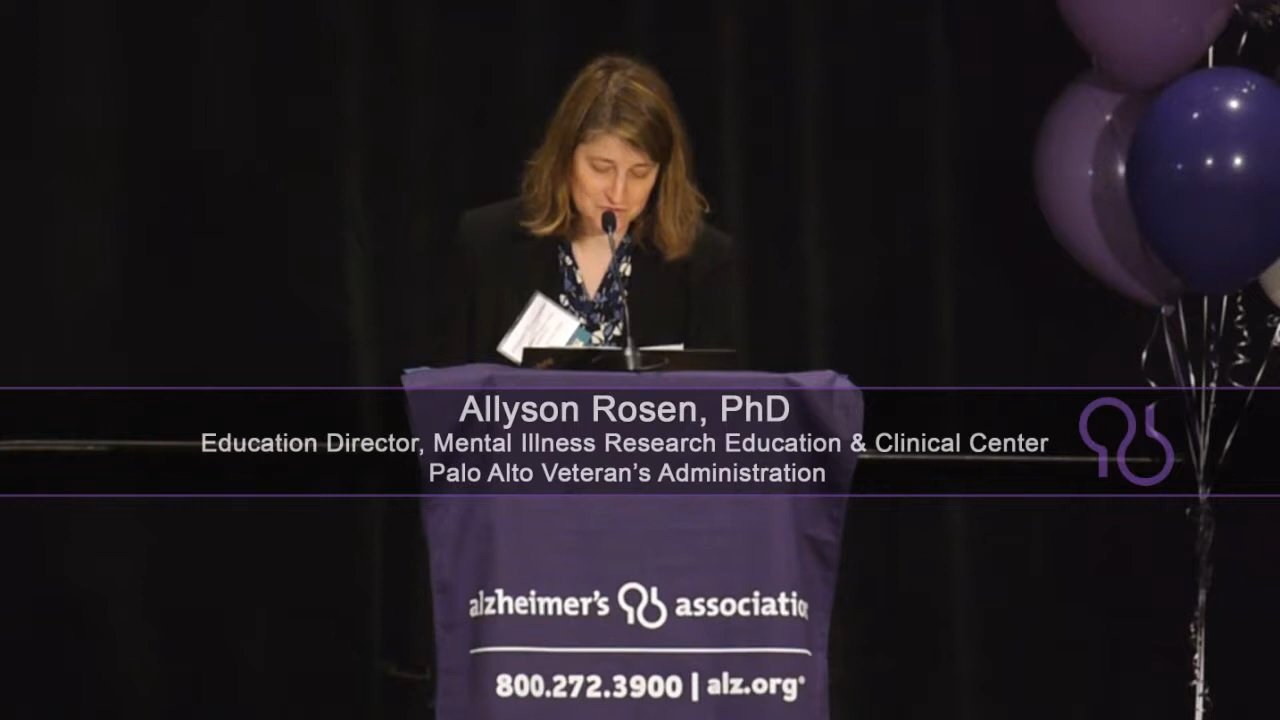 Allyson Rosen, PhD
Education Director, Mental Illness Research Education & Clinical Center
Palo Alto Veteran’s Administration
alzheimer's associatio
800.272.3900 | alz.org®